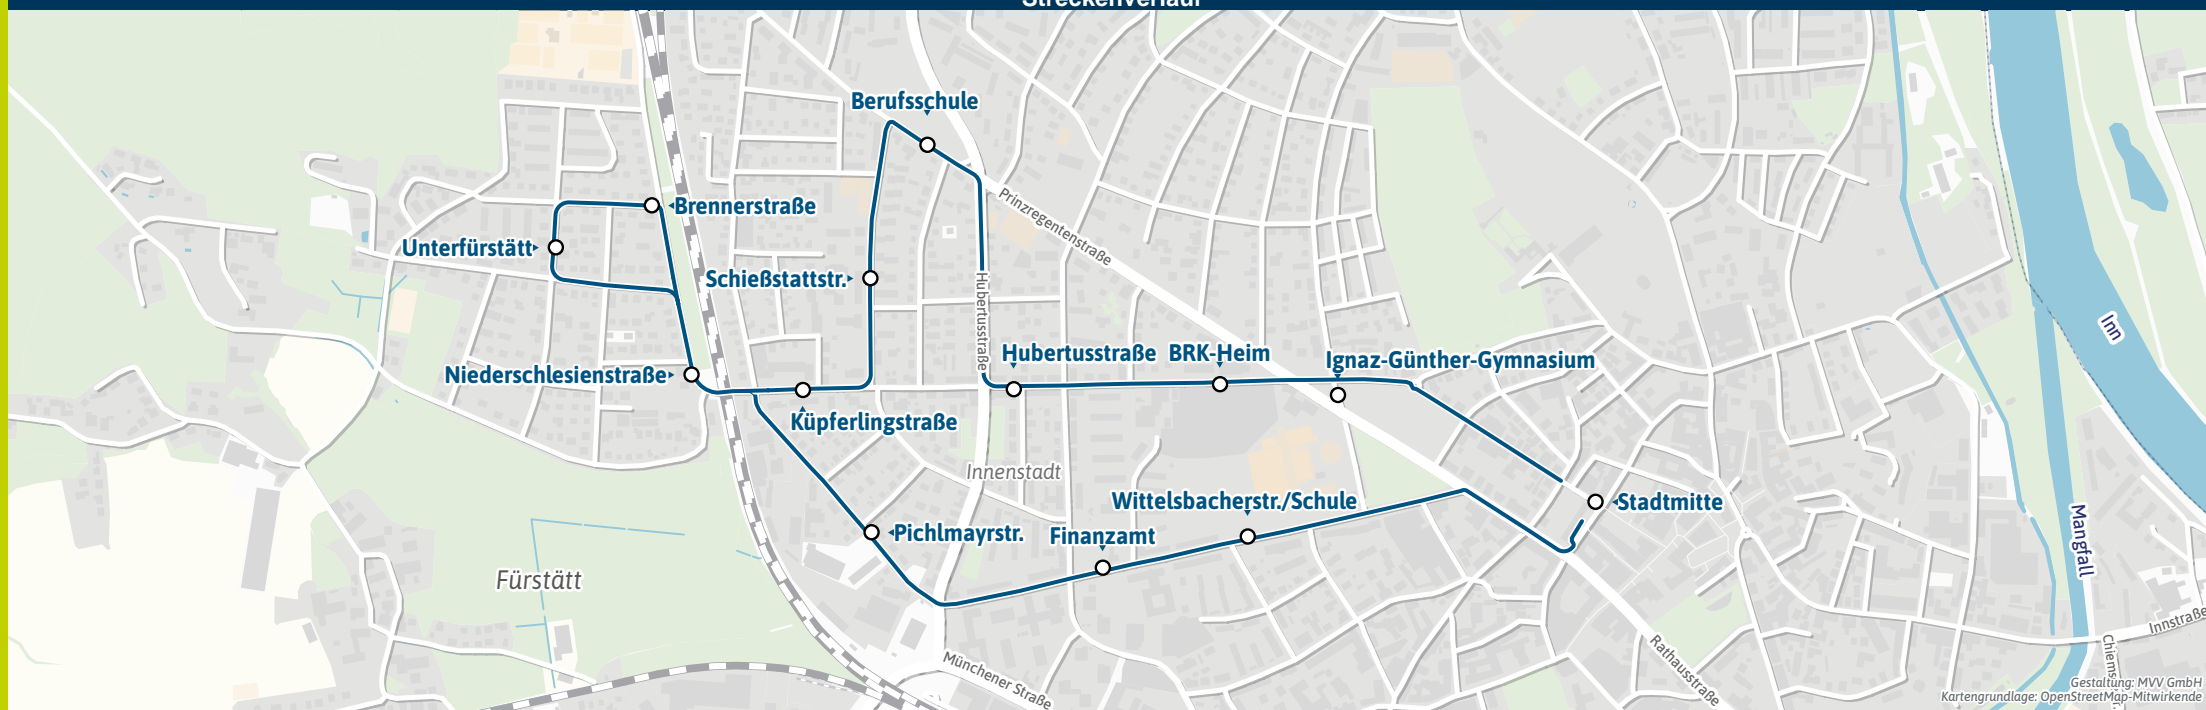 Streckenverlauf
Berufsschule
Prinzregentenstraße
Brennerstraße
Unterfürstätt
Schießstattstr.
Hubertusstraße
Inn
Hubertusstraße
BRK-Heim
Ignaz-Günther-Gymnasium
Niederschlesienstraße
Küpferlingstraße
Innenstadt
Wittelsbacherstr./Schule
Stadtmitte
Pichlmayrstr.
Finanzamt
Mangfall
Fürstätt
Innstraße
Münchener Straße
Rathausstraße
Gestaltung: MVV GmbH
Kartengrundlage: OpenStreetMap-Mitwirkende